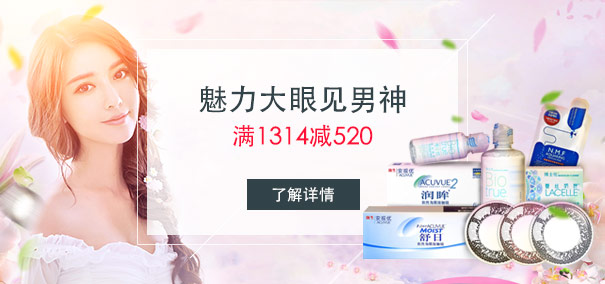 魅力大眼见男神
满1314减520
了解详情
ACUVUE2
润眸
ACUVUE
MOIST
舒日
Bio
true
LACELLE
N.M.F